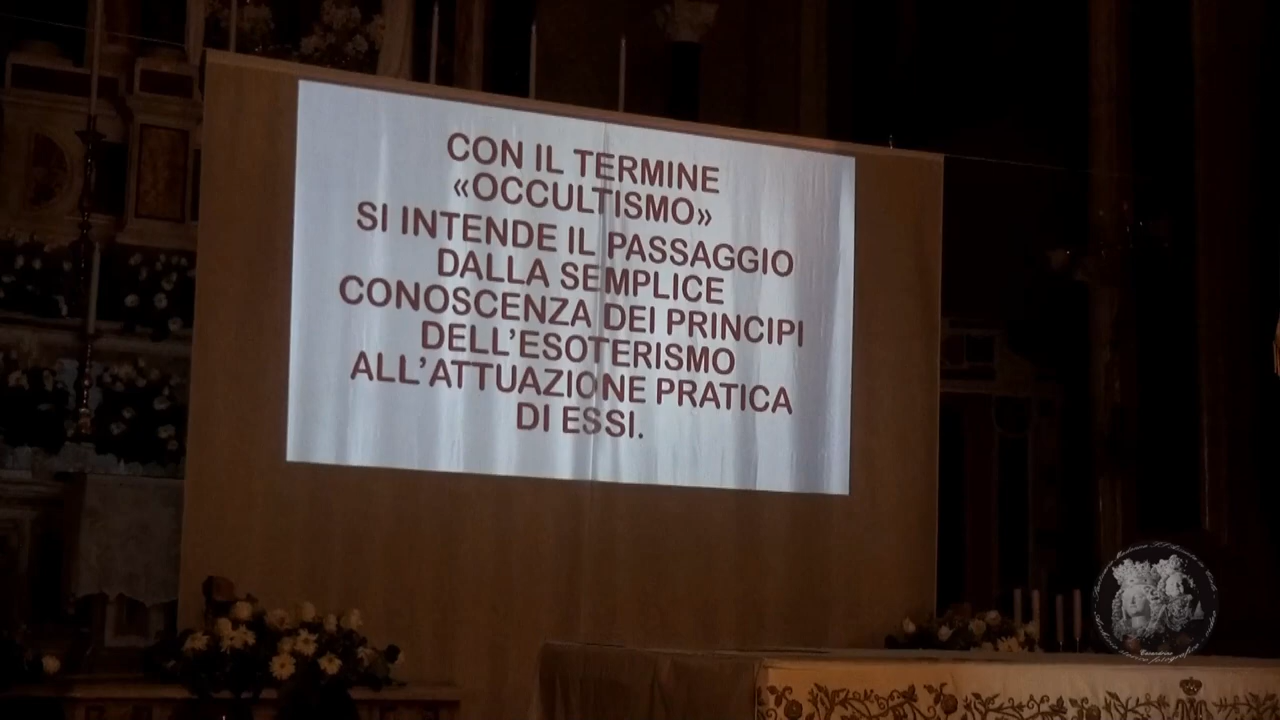 CON IL TERMINE
«OCCULTISMO»
SI INTENDE IL PASSAGGIO
DALLA SEMPLICE
CONOSCENZA DEI PRINCIPI
DELL'ESOTERISMO
ALL'ATTUAZIONE PRATICA
DI ESSI.